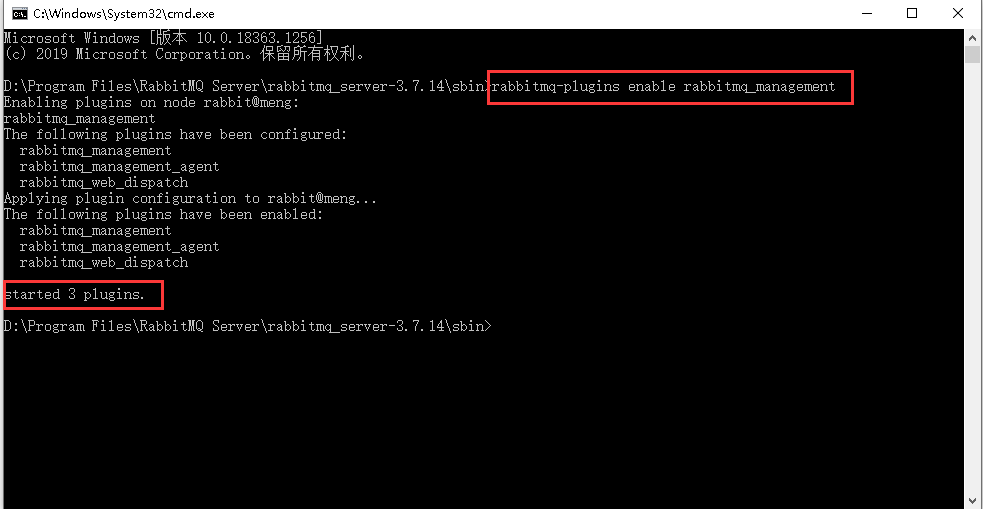 C:\Windows\System32\cmd.exe
Microsoft Windows [版本 10.0.18363.1256]
(c) 2019 Microsoft Corporation。保留所有权利。
D:\Program Files\RabbitMQ Server\rabbitmq_server-3.7.14\sbin>rabbitmq-plugins enable rabbitmq_management
Enabling plugins on node rabbit@meng:
rabbitmq_management
The following plugins have been configured:
  rabbitmq_management
  rabbitmq_management_agent
  rabbitmq_web_dispatch
Applying plugin configuration to rabbit@meng...
The following plugins have been enabled:
  rabbitmq_management
  rabbitmq_management_agent
  rabbitmq_web_dispatch
started 3 plugins.
D:\Program Files\RabbitMQ Server\rabbitmq_server-3.7.14\sbin>